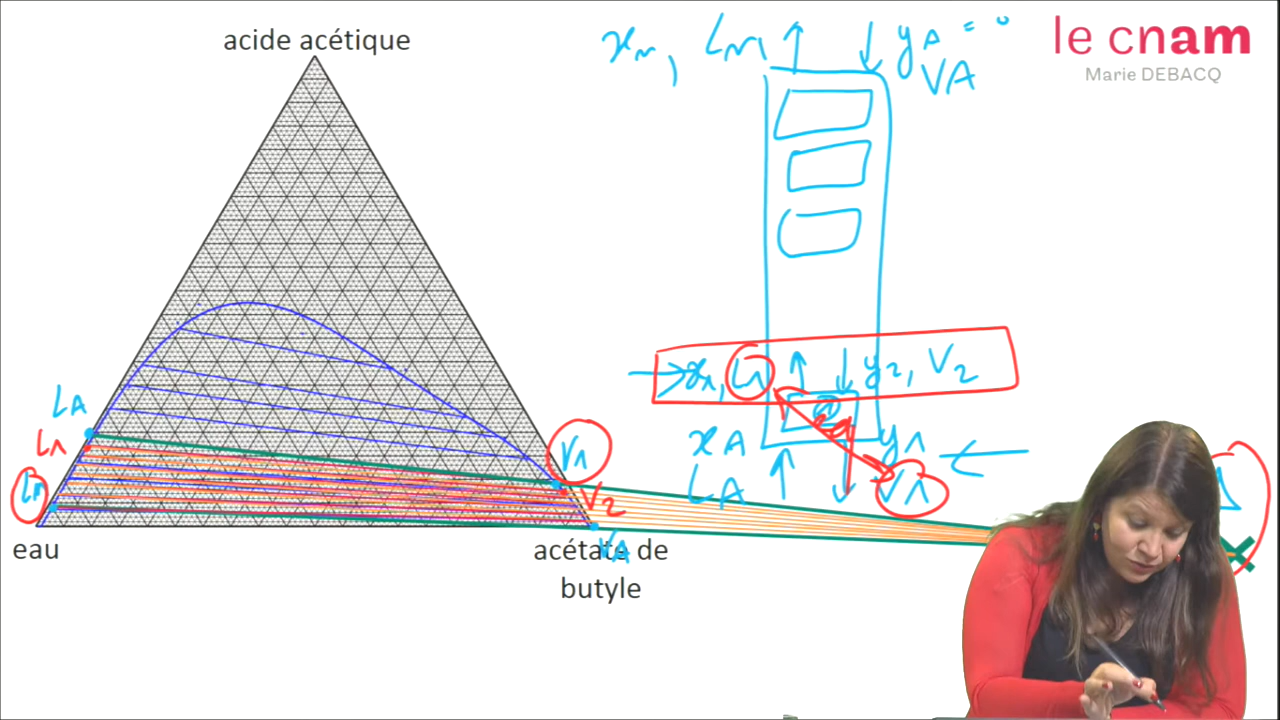 acide acétique
xn, Ln
yA = 0
VA
le cnam
Marie DEBACQ
LA
L1
Ln
V1
V2
VA
eau
acétate de
butyle
x1, L1
y2, V2
xA
LA
y1
V1
Δ